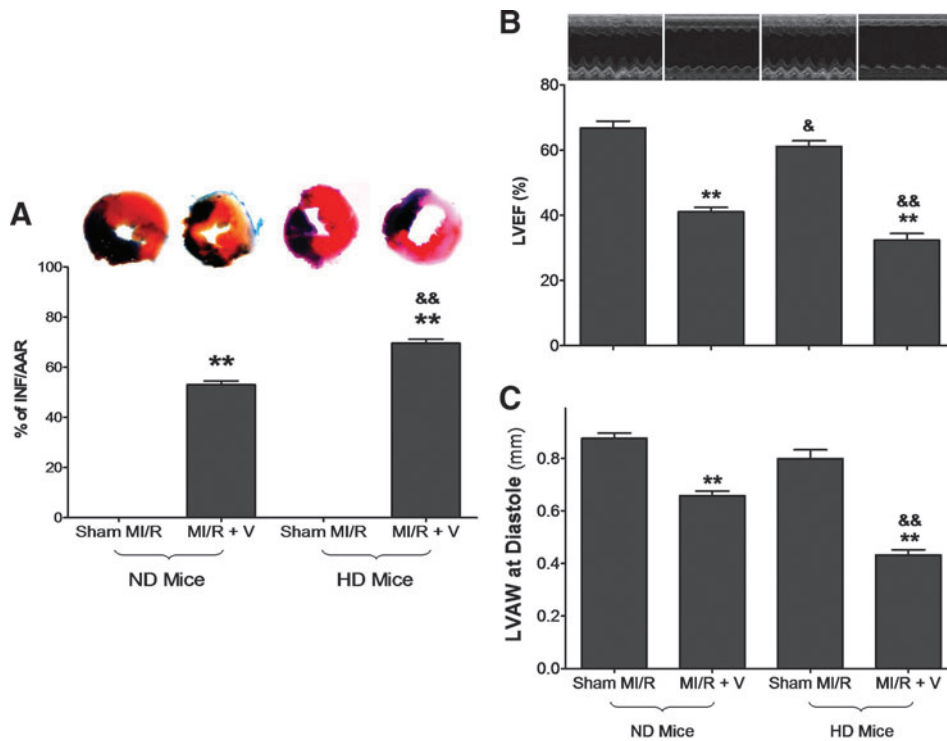 A
% of INF/AAR
100
80
60
40
20
0
&&
**
**
Sham MI/R MI/R + V Sham MI/R MI/R + V
ND Mice HD Mice
B
LVEF (%)
80
60
40
20
0
&
**
&&
**
C
LVAW at Diastole (mm)
0.8
0.6
0.4
0.2
0.0
**
&&
**
Sham MI/R MI/R + V Sham MI/R MI/R + V
ND Mice HD Mice